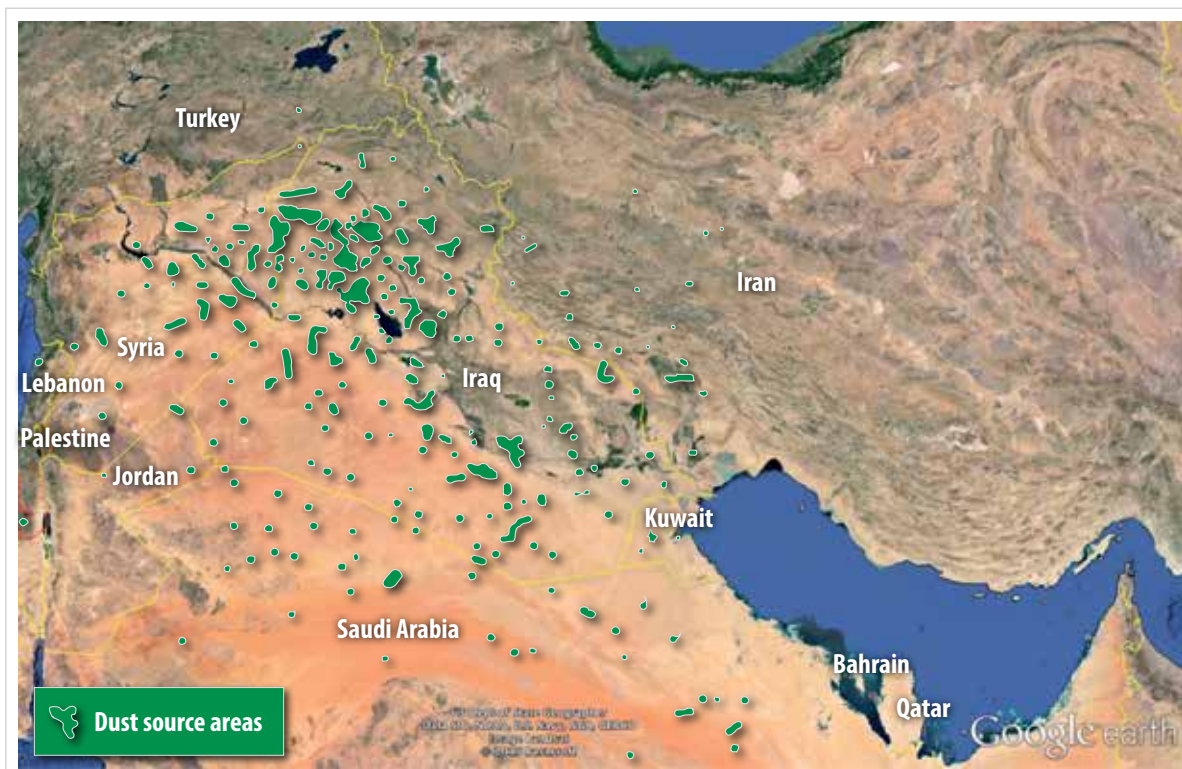 Turkey
Iran
Syria
Lebanon
Iraq
Palestine
Jordan
Kuwait
Saudi Arabia
Bahrain
Qatar
Dust source areas
Google earth